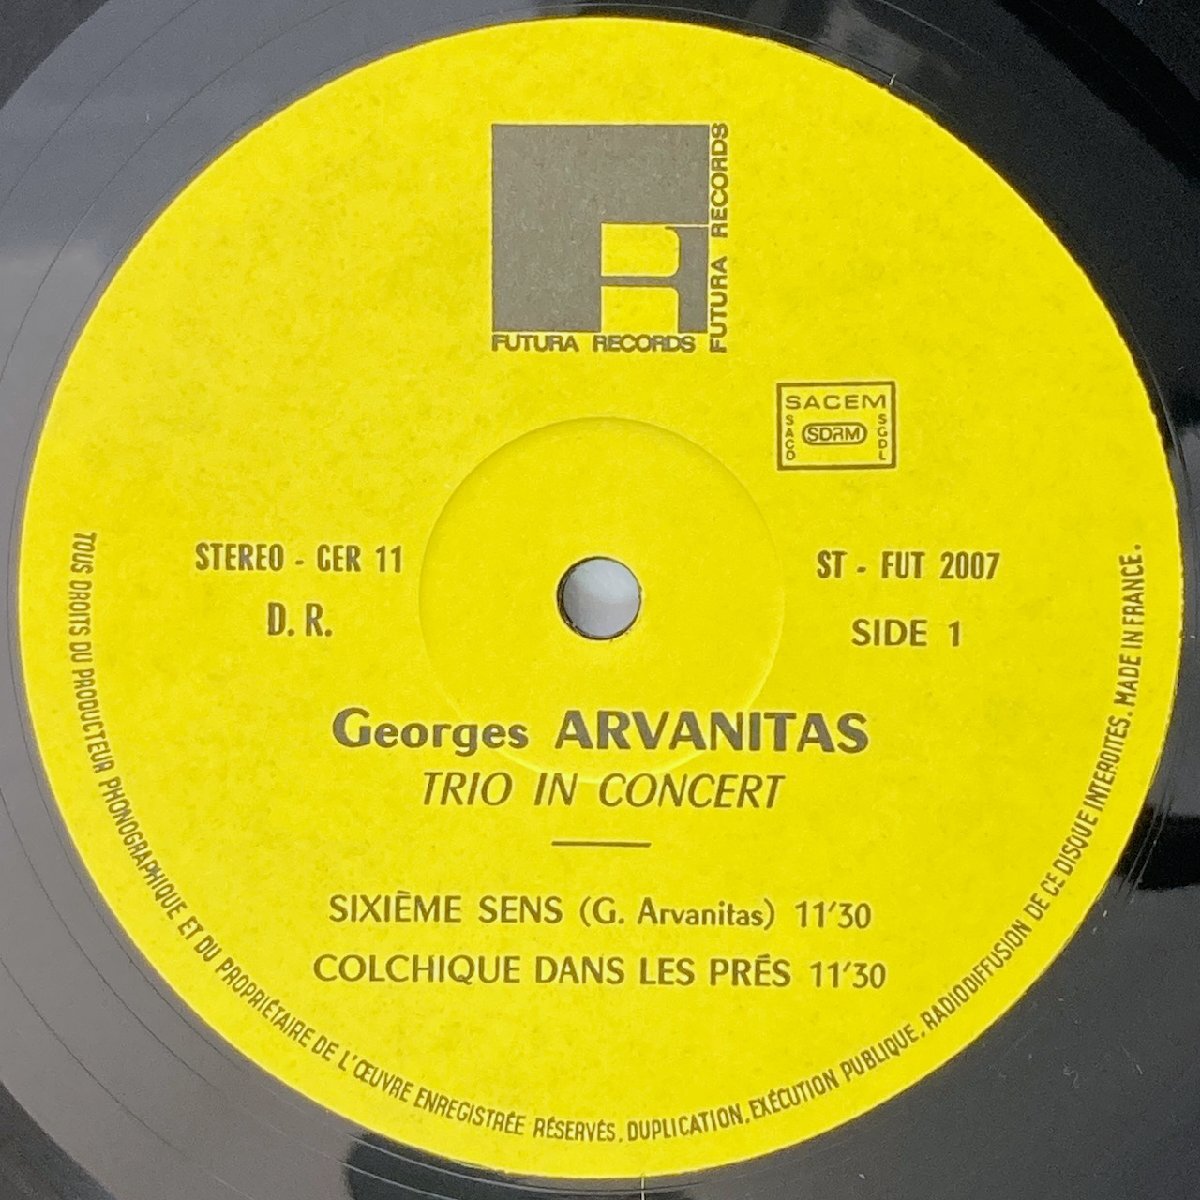 FUTURA RECORDS
FUTURA RECORDS
SACEM
SACD
SDRM
SGDL
STEREO - GER 11
D. R.
ST - FUT 2007
SIDE 1
Georges ARVANITAS
TRIO IN CONCERT
SIXIÈME SENS (G. Arvanitas) 11'30
COLCHIQUE DANS LES PRÉS 11'30
TOUS DROITS DU PRODUCTEUR PHONOGRAPHIQUE ET DU PROPRIÉTAIRE DE L'ŒUVRE ENREGISTRÉE RÉSERVÉS. DUPLICATION, EXÉCUTION PUBLIQUE, RADIODIFFUSION DE CE DISQUE INTERDITES. MADE IN FRANCE.